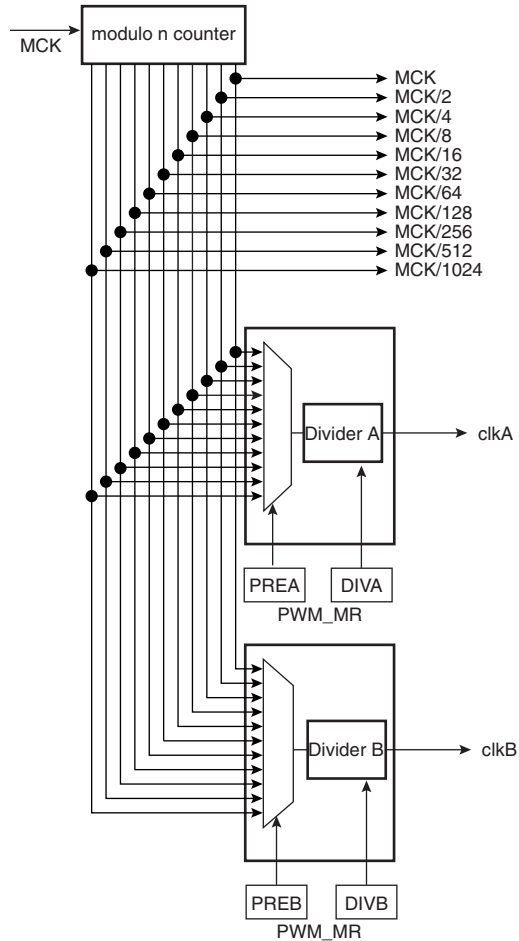 modulo n counter
MCK
MCK
MCK/2
MCK/4
MCK/8
MCK/16
MCK/32
MCK/64
MCK/128
MCK/256
MCK/512
MCK/1024
Divider A
clkA
PREA
DIVA
PWM_MR
Divider B
clkB
PREB
DIVB
PWM_MR